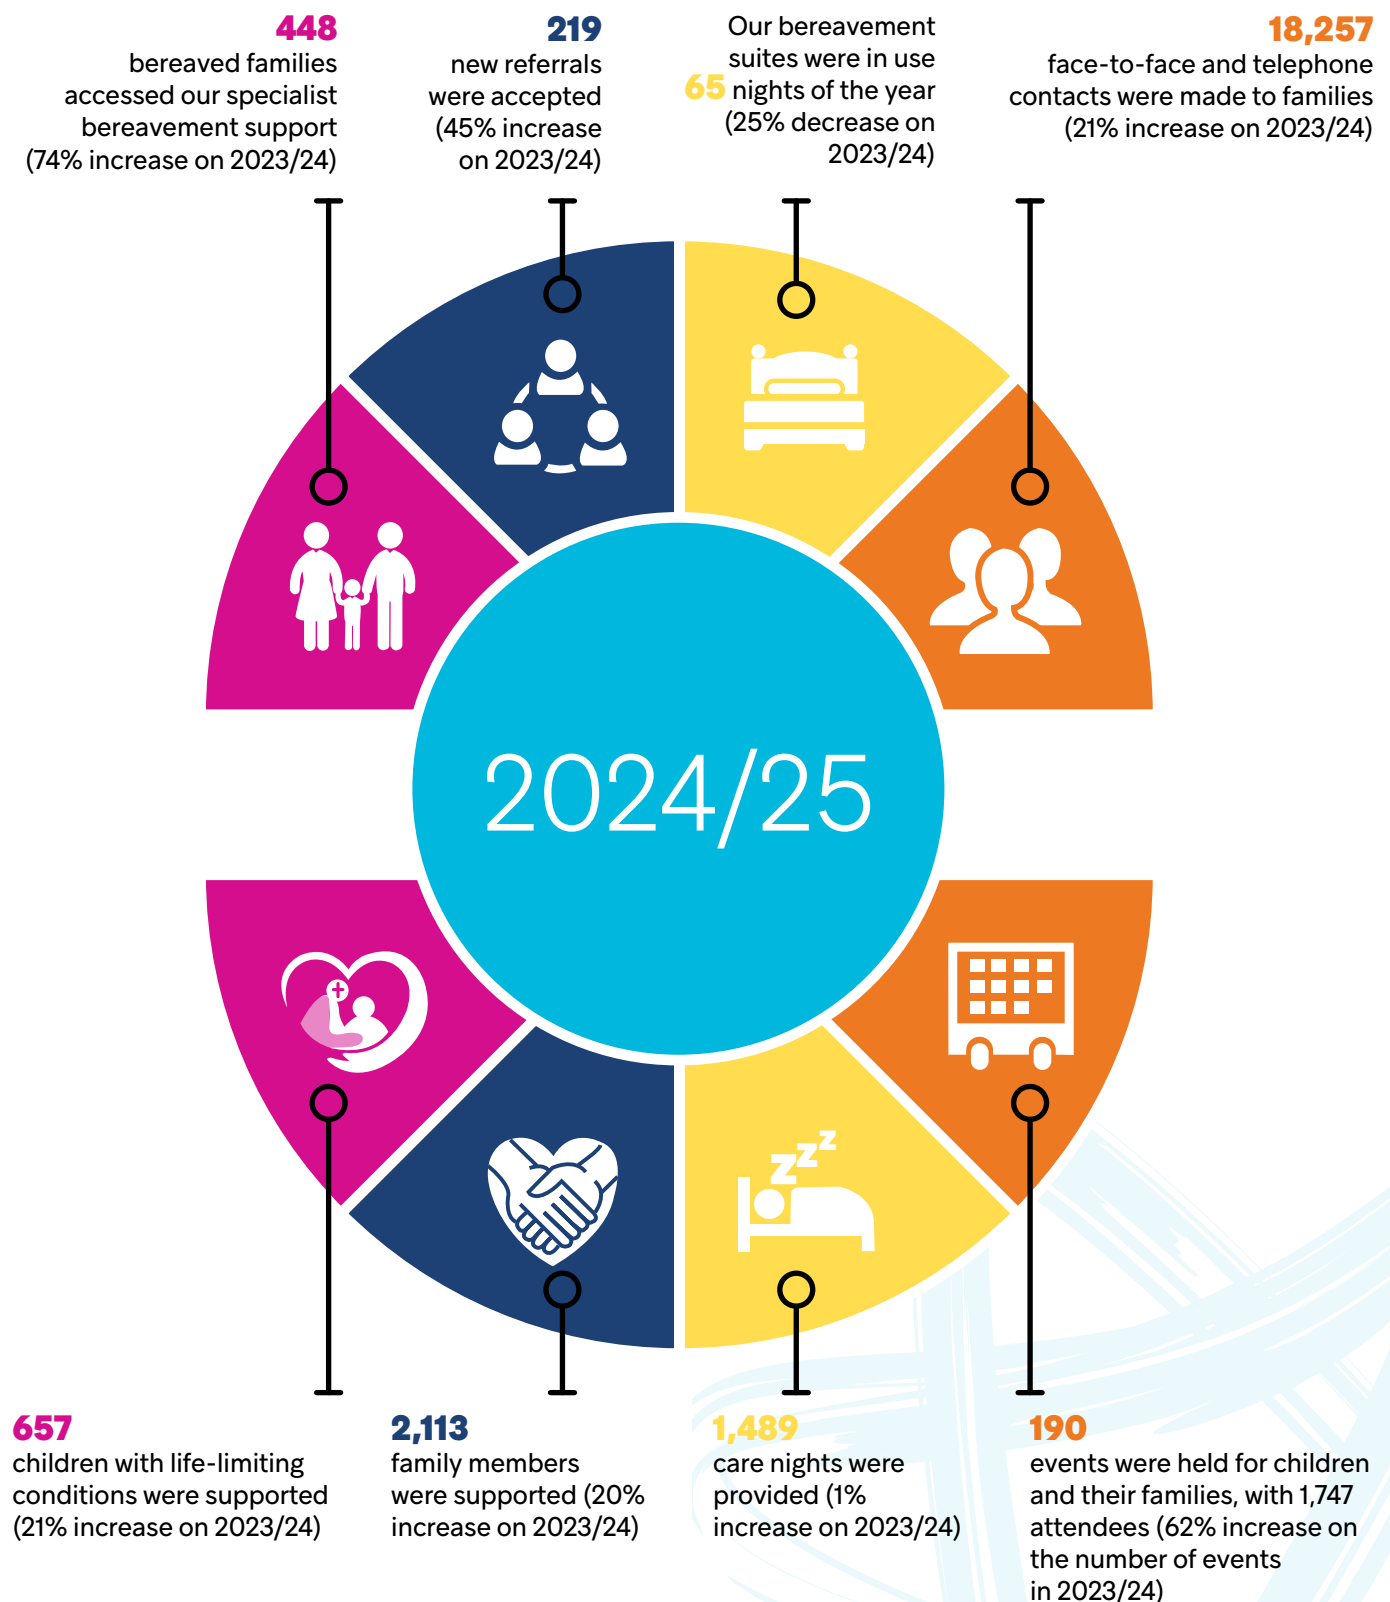 448
bereaved families
accessed our specialist
bereavement support
(74% increase on 2023/24)
219
new referrals
were accepted
(45% increase
on 2023/24)
Our bereavement
suites were in use
65 nights of the year
(25% decrease on
2023/24)
18,257
face-to-face and telephone
contacts were made to families
(21% increase on 2023/24)
2024/25
zzz
657
children with life-limiting
conditions were supported
(21% increase on 2023/24)
2,113
family members
were supported (20%
increase on 2023/24)
1,489
care nights were
provided (1%
increase on 2023/24)
190
events were held for children
and their families, with 1,747
attendees (62% increase on
the number of events
in 2023/24)